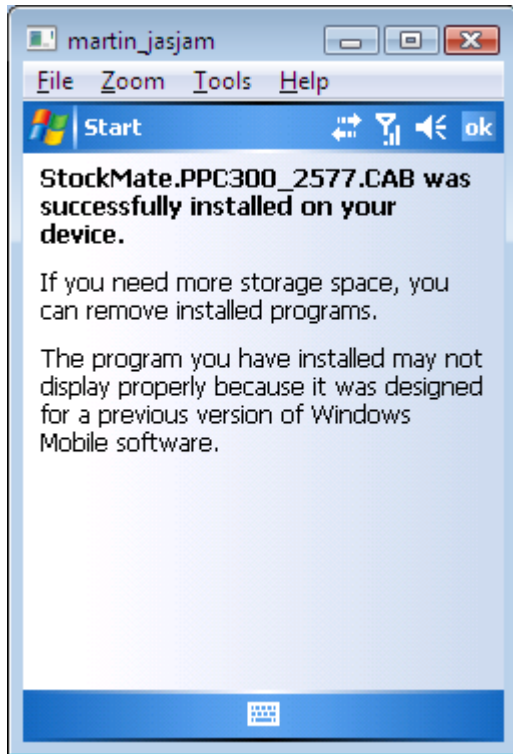 martin_jasjam
File Zoom Tools Help
Start ok
StockMate.PPC300_2577.CAB was
successfully installed on your
device.
If you need more storage space, you
can remove installed programs.
The program you have installed may not
display properly because it was designed
for a previous version of Windows
Mobile software.